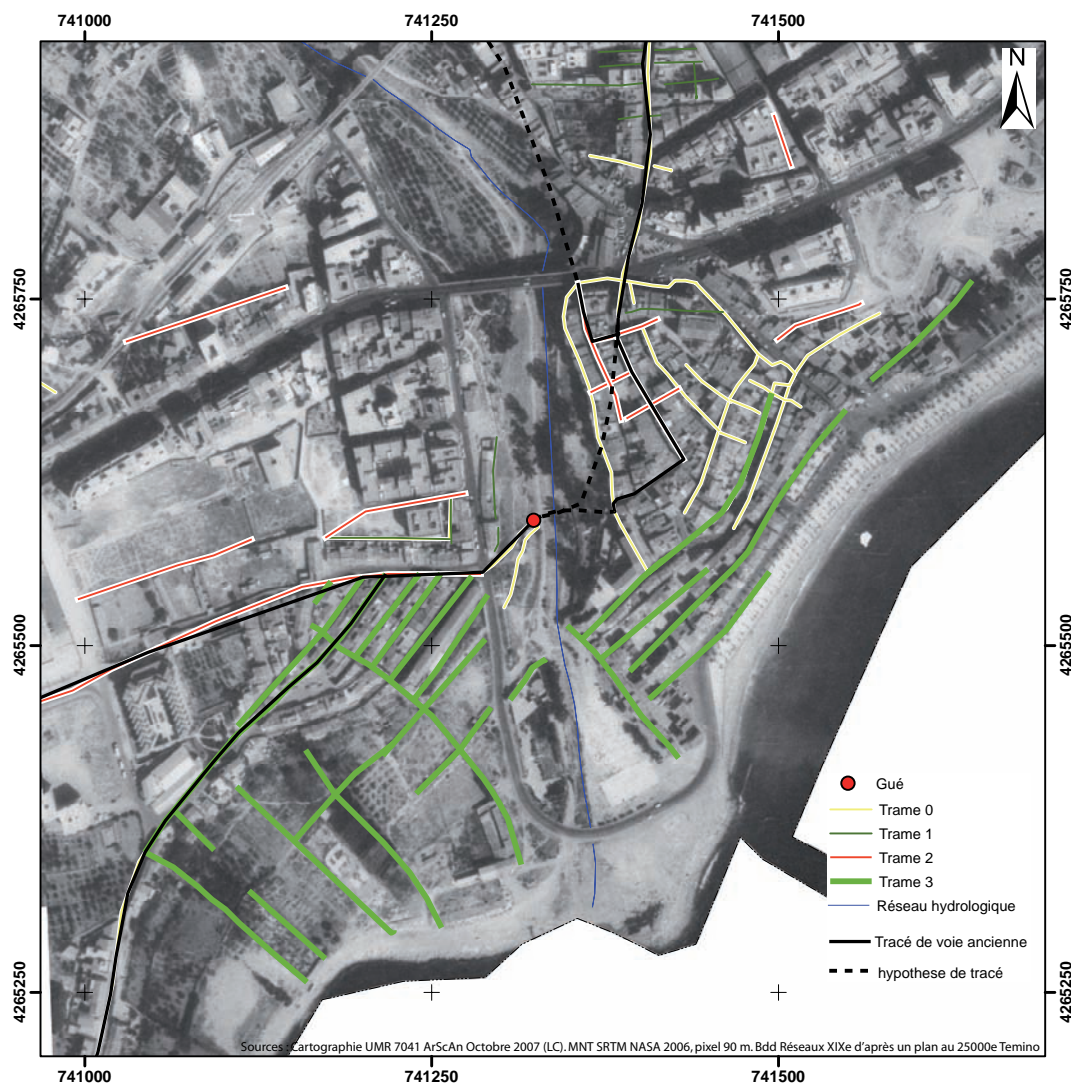 741000 741250 741500
N
4265750 4265750
4265500 4265500
4265250 4265250
Gué
Trame 0
Trame 1
Trame 2
Trame 3
Réseau hydrologique
Tracé de voie ancienne
hypothese de tracé
Sources : Cartographie UMR 7041 ArScAn Octobre 2007 (LC). MNT SRTM NASA 2006, pixel 90 m. Bdd Réseaux XIXe d'après un plan au 25000e Temino
741000 741250 741500